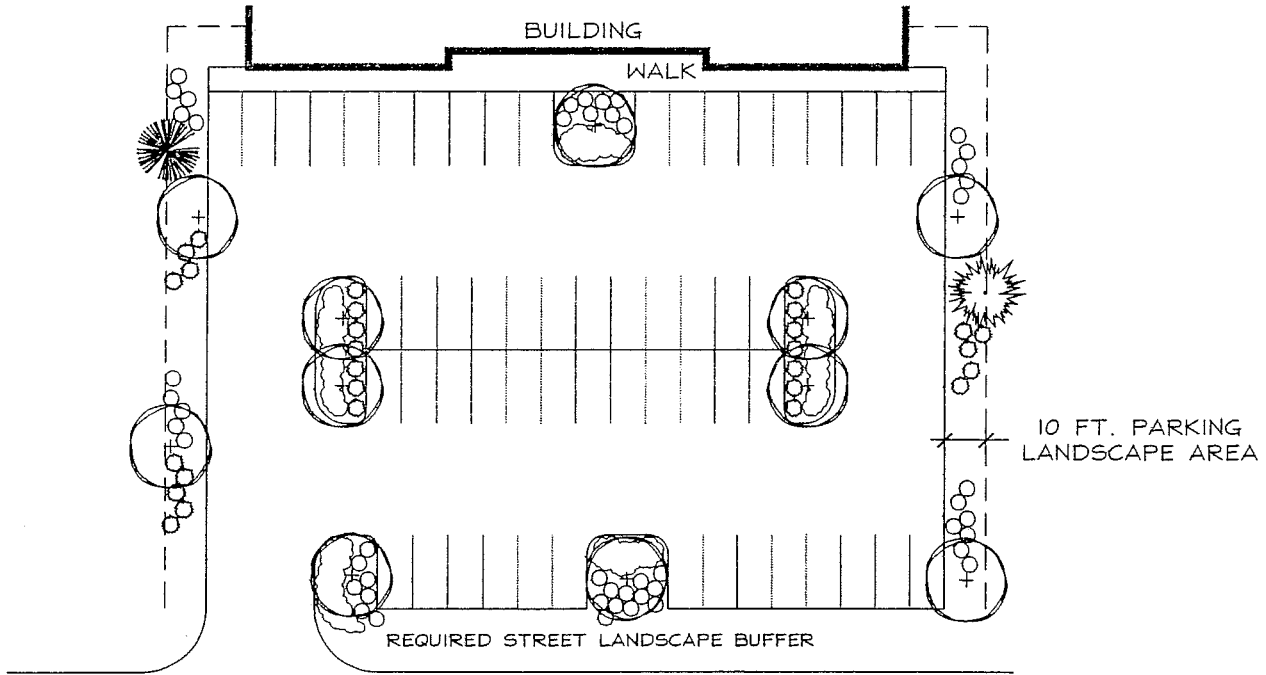 BUILDING
WALK
10 FT. PARKING
LANDSCAPE AREA
REQUIRED STREET LANDSCAPE BUFFER